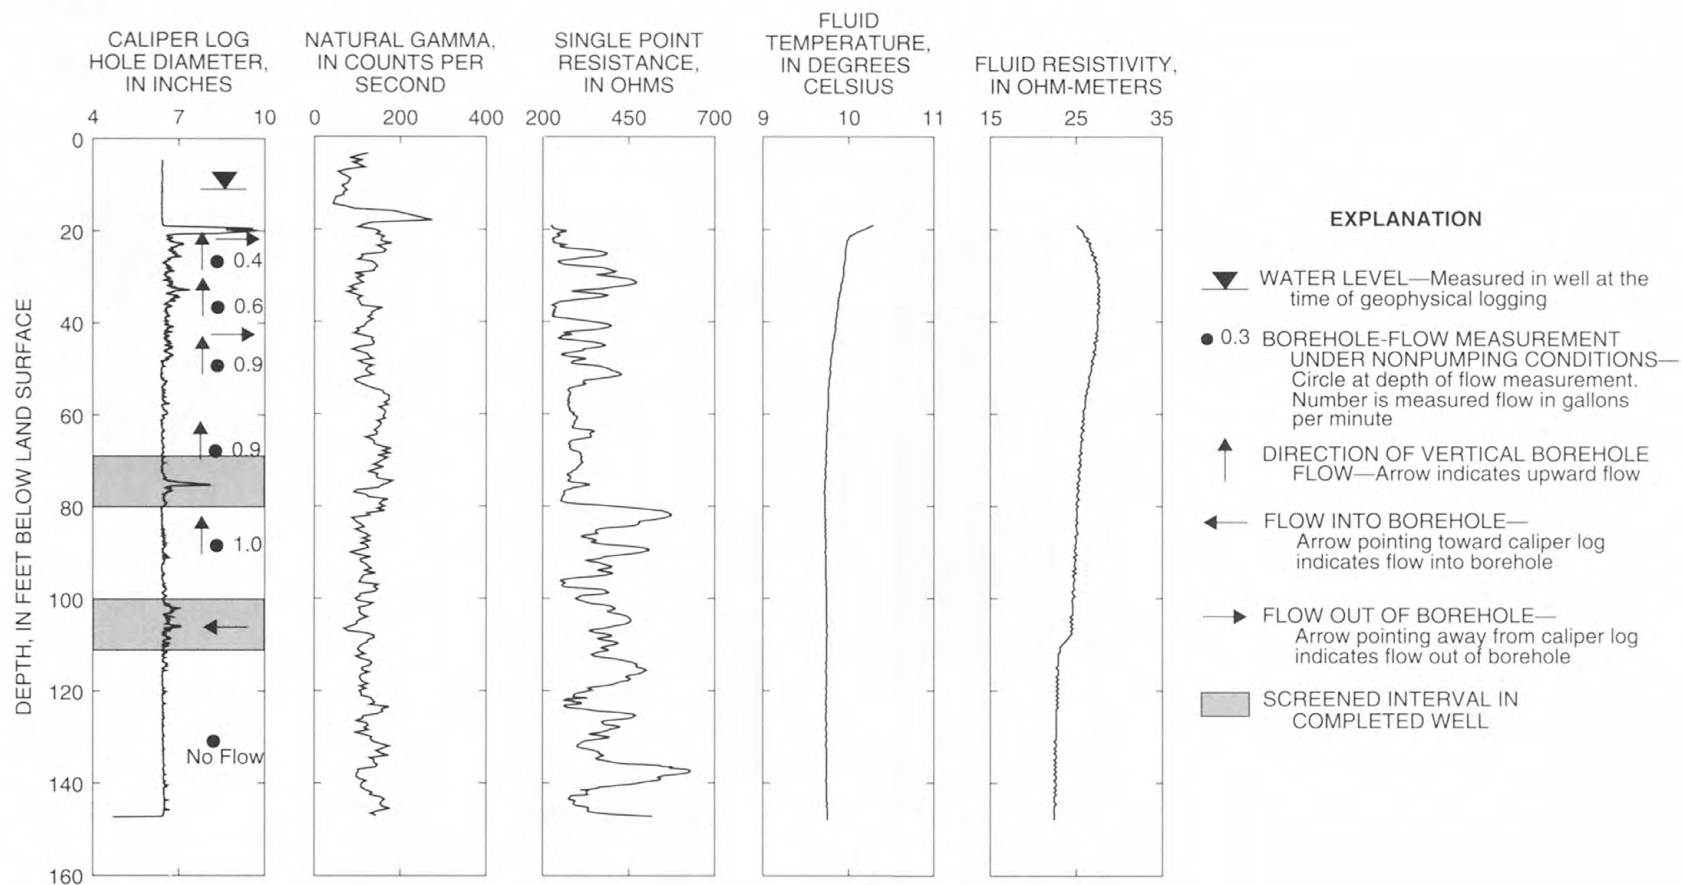 CALIPER LOG
HOLE DIAMETER,
IN INCHES
4 7 10
NATURAL GAMMA,
IN COUNTS PER
SECOND
0 200 400
SINGLE POINT
RESISTANCE,
IN OHMS
200 450 700
FLUID
TEMPERATURE,
IN DEGREES
CELSIUS
9 10 11
FLUID RESISTIVITY,
IN OHM-METERS
15 25 35
DEPTH, IN FEET BELOW LAND SURFACE
0
20
40
60
80
100
120
140
160
0.4
0.6
0.9
0.9
1.0
No Flow
EXPLANATION
WATER LEVEL—Measured in well at the
time of geophysical logging
0.3 BOREHOLE-FLOW MEASUREMENT
UNDER NONPUMPING CONDITIONS—
Circle at depth of flow measurement.
Number is measured flow in gallons
per minute
DIRECTION OF VERTICAL BOREHOLE
FLOW—Arrow indicates upward flow
FLOW INTO BOREHOLE—
Arrow pointing toward caliper log
indicates flow into borehole
FLOW OUT OF BOREHOLE—
Arrow pointing away from caliper log
indicates flow out of borehole
SCREENED INTERVAL IN
COMPLETED WELL